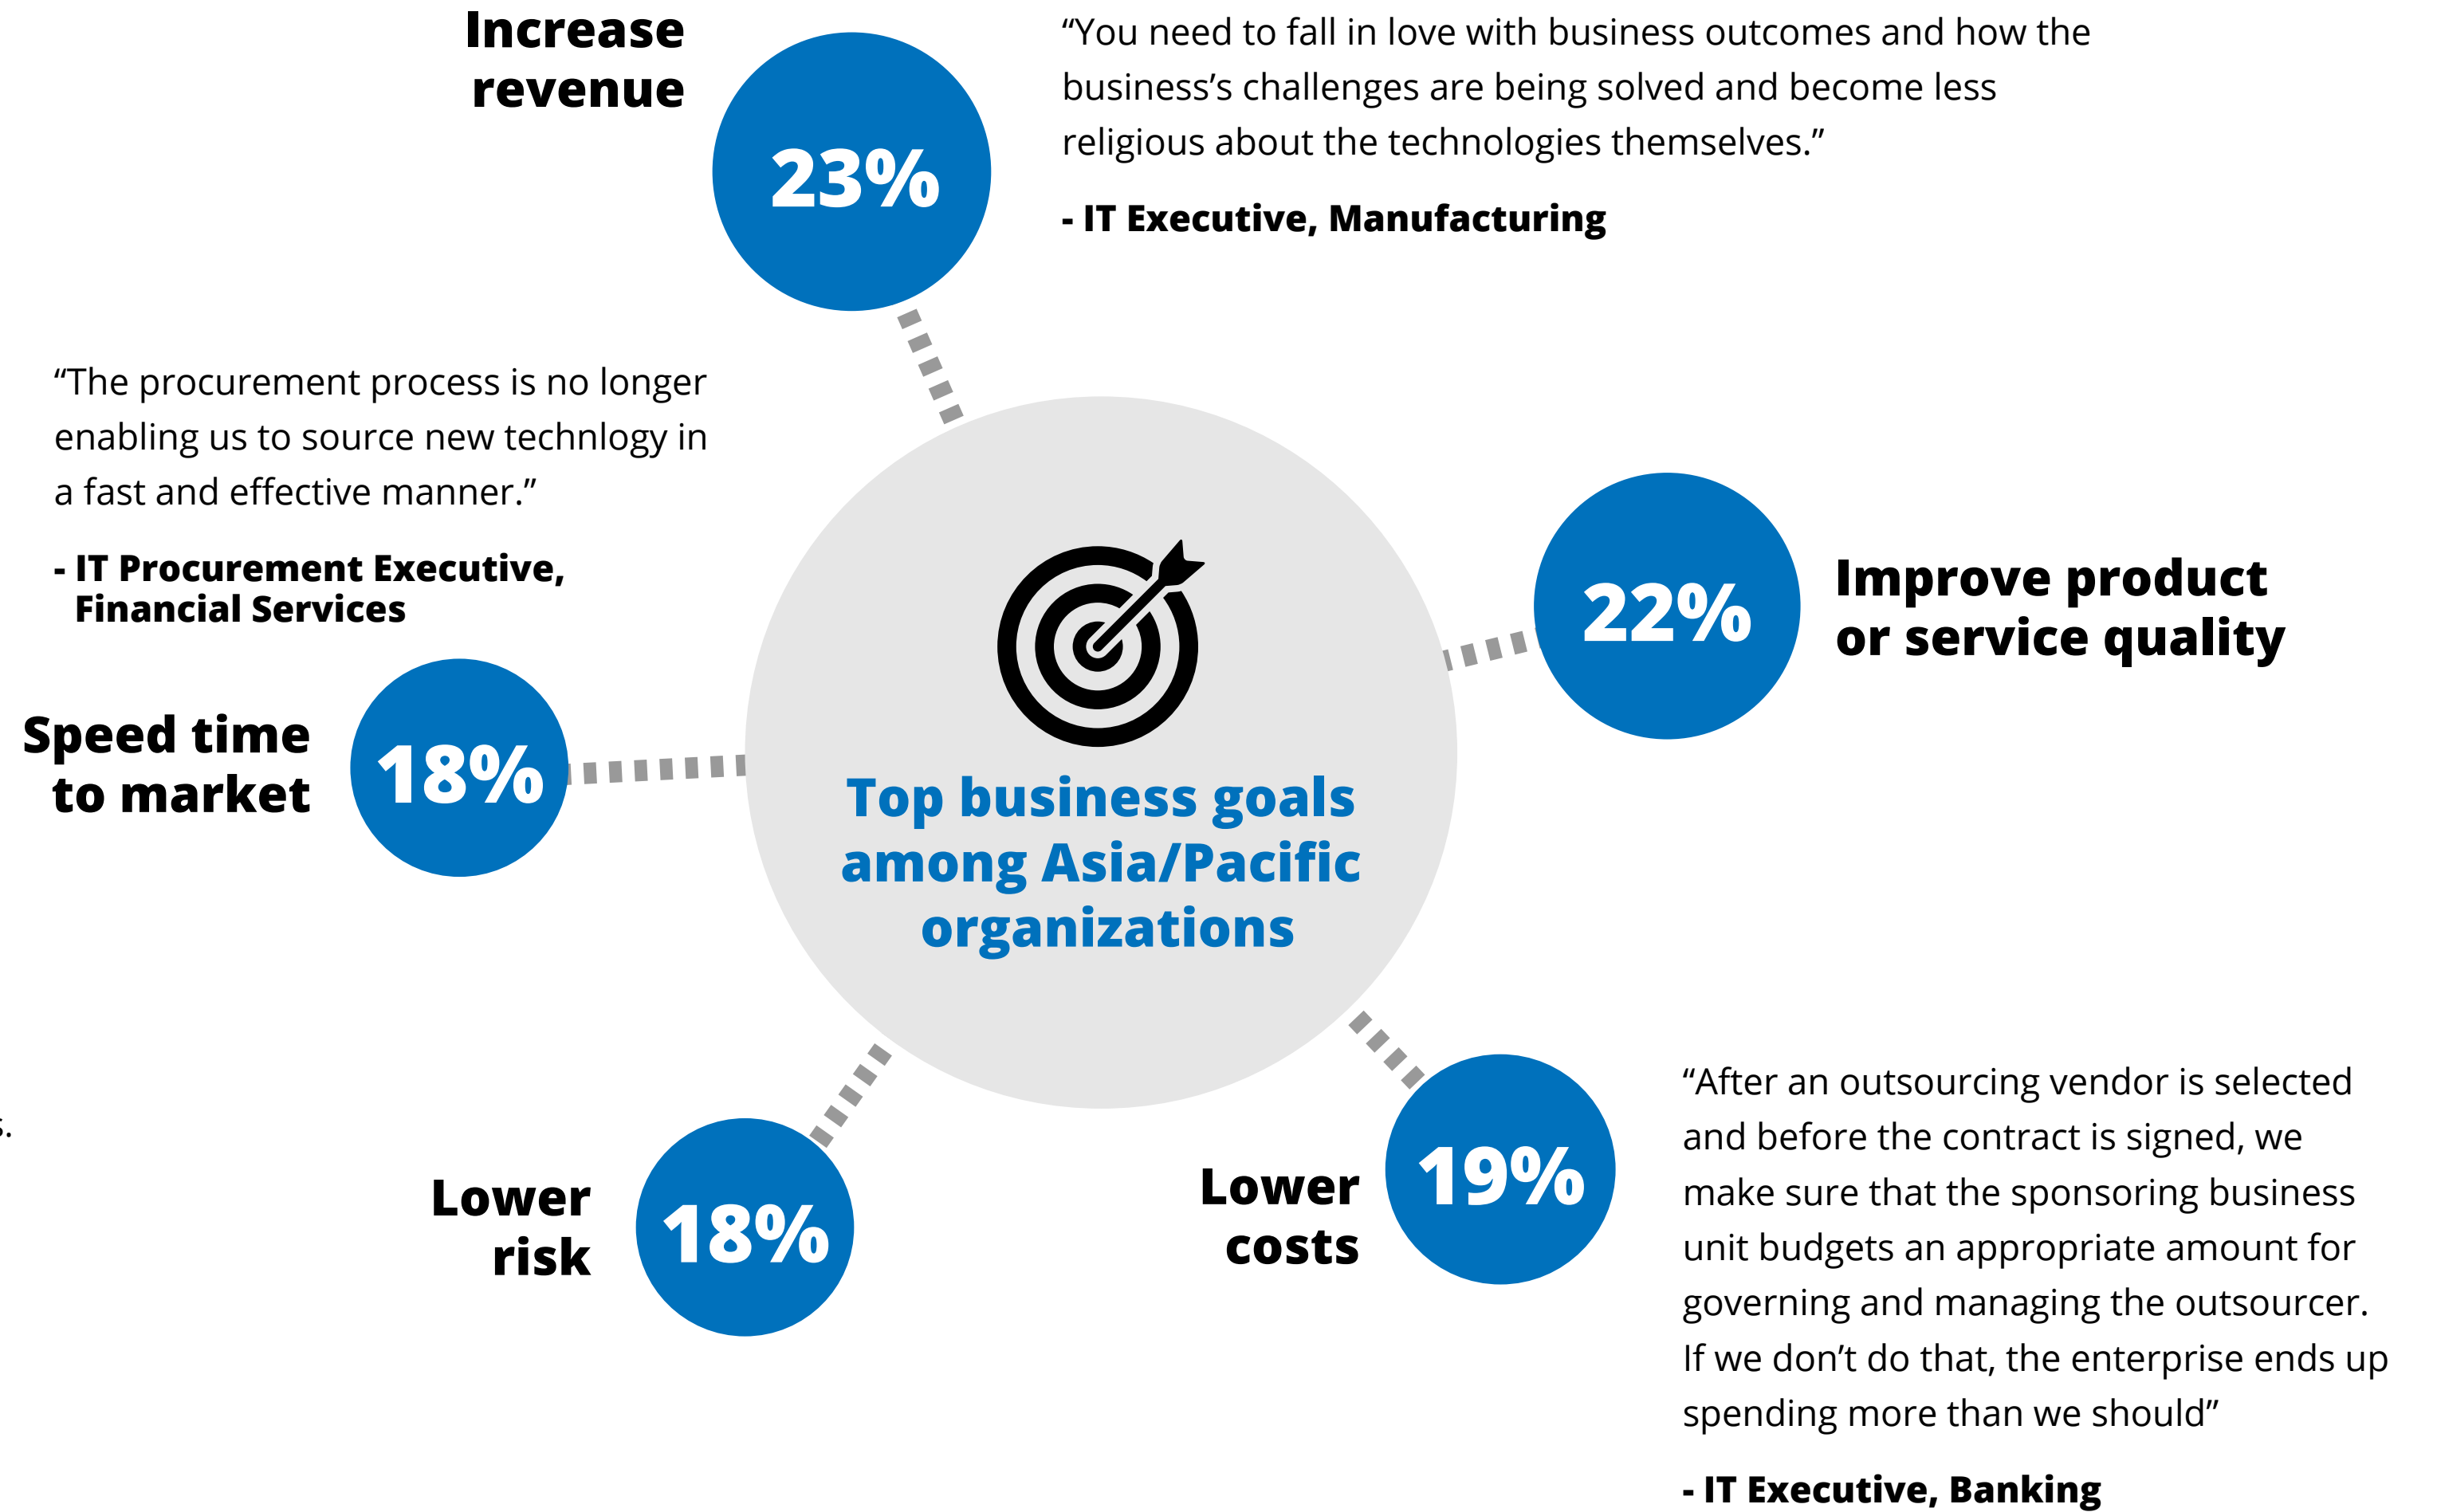 Increase
revenue
23%
“You need to fall in love with business outcomes and how the
business’s challenges are being solved and become less
religious about the technologies themselves.”
- IT Executive, Manufacturing
“The procurement process is no longer
enabling us to source new technlogy in
a fast and effective manner.”
- IT Procurement Executive,
Financial Services
22%
Improve product
or service quality
Speed time
to market
18%
Top business goals
among Asia/Pacific
organizations
s.
Lower
risk
18%
Lower
costs
19%
“After an outsourcing vendor is selected
and before the contract is signed, we
make sure that the sponsoring business
unit budgets an appropriate amount for
governing and managing the outsourcer.
If we don’t do that, the enterprise ends up
spending more than we should”
- IT Executive, Banking